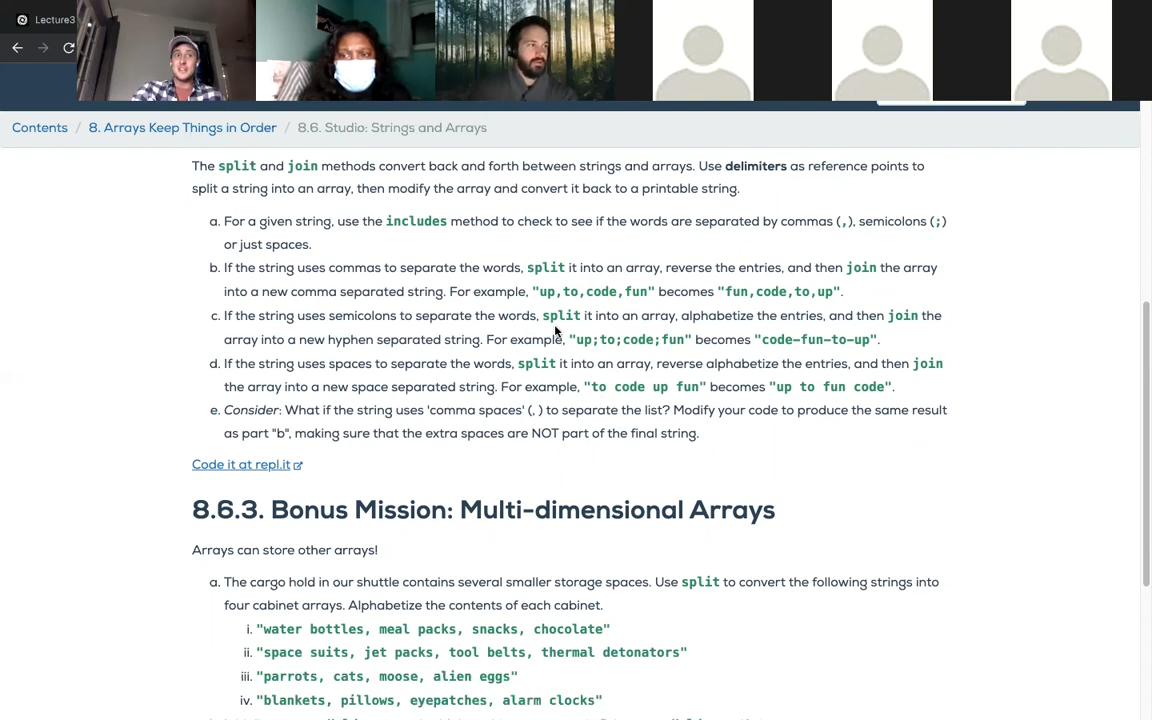 Lecture3
Contents / 8. Arrays Keep Things in Order / 8.6. Studio: Strings and Arrays
The split and join methods convert back and forth between strings and arrays. Use delimiters as reference points to
split a string into an array, then modify the array and convert it back to a printable string.
a. For a given string, use the includes method to check to see if the words are separated by commas (,), semicolons (;)
or just spaces.
b. If the string uses commas to separate the words, split it into an array, reverse the entries, and then join the array
into a new comma separated string. For example, "up,to,code,fun" becomes "fun,code,to,up".
c. If the string uses semicolons to separate the words, split it into an array, alphabetize the entries, and then join the
array into a new hyphen separated string. For example, "up;to;code;fun" becomes "code-fun-to-up".
d. If the string uses spaces to separate the words, split it into an array, reverse alphabetize the entries, and then join
the array into a new space separated string. For example, "to code up fun" becomes "up to fun code".
e. Consider: What if the string uses 'comma spaces' (, ) to separate the list? Modify your code to produce the same result
as part "b", making sure that the extra spaces are NOT part of the final string.
Code it at repl.it
8.6.3. Bonus Mission: Multi-dimensional Arrays
Arrays can store other arrays!
a. The cargo hold in our shuttle contains several smaller storage spaces. Use split to convert the following strings into
four cabinet arrays. Alphabetize the contents of each cabinet.
i. "water bottles, meal packs, snacks, chocolate"
ii. "space suits, jet packs, tool belts, thermal detonators"
iii. "parrots, cats, moose, alien eggs"
iv. "blankets, pillows, eyepatches, alarm clocks"